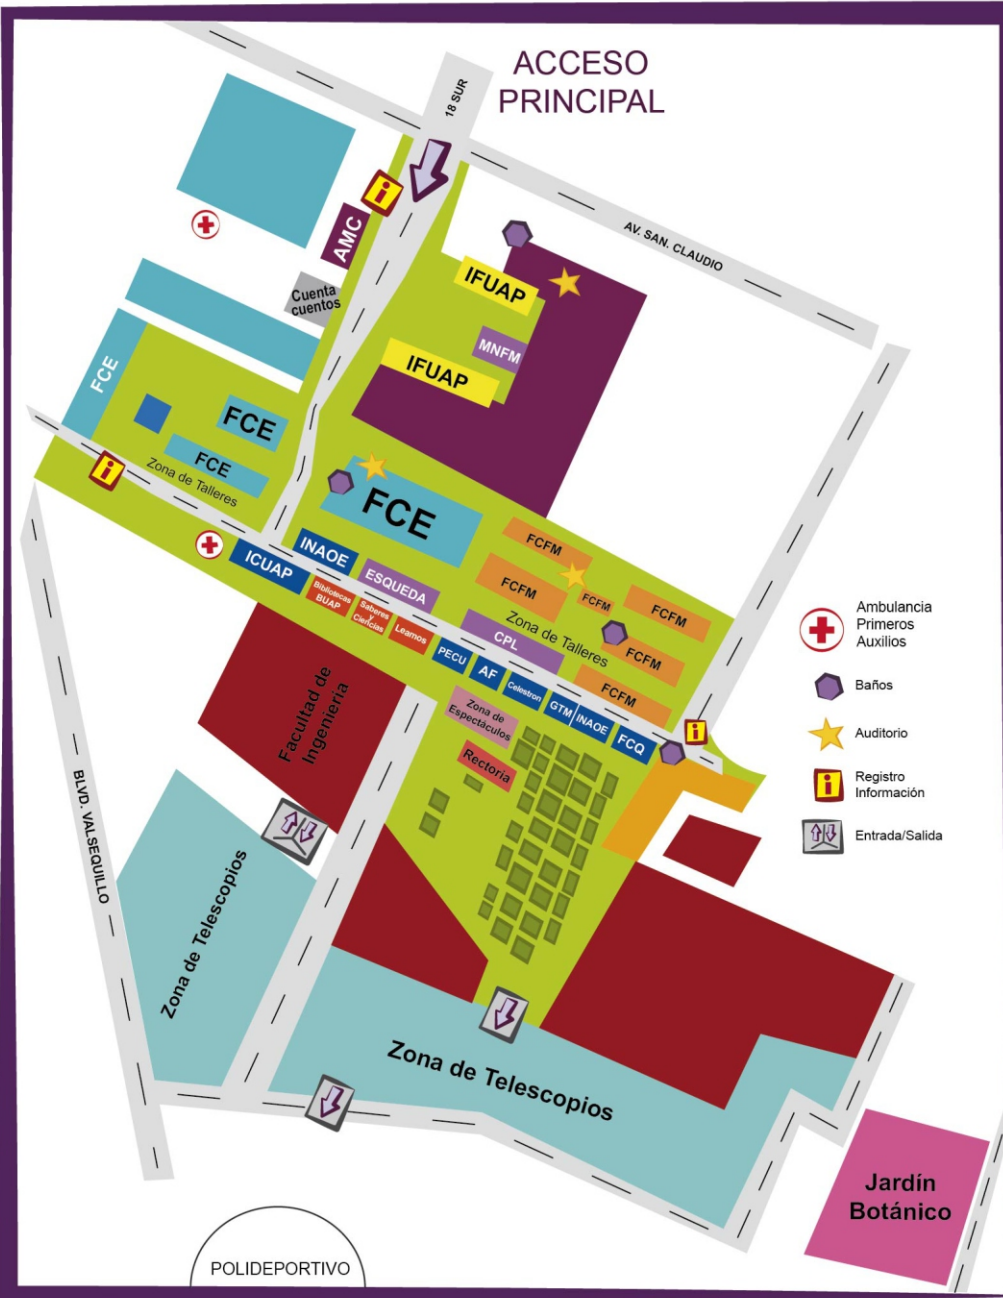 ACCESO
PRINCIPAL
18 SUR
AV. SAN. CLAUDIO
AMC
Cuenta
cuentos
IFUAP
MNFM
IFUAP
FCE
FCE
FCE
Zona de Talleres
FCE
INAOE
ICUAP
ESQUEDA
Bibliotecas
BUAP
Saberes
y
Ciencias
Leamos
FCFM
FCFM
FCFM
FCFM
Zona de Talleres
CPL
FCFM
FCFM
PECU
AF
Celestron
GTM
INAOE
FCQ
Zona de
Espectáculos
Rectoría
Facultad de
Ingeniería
BLVD. VALSEQUILLO
Zona de Telescopios
Zona de Telescopios
Ambulancia
Primeros
Auxilios
Baños
Auditorio
Registro
Información
Entrada/Salida
Jardín
Botánico
POLIDEPORTIVO